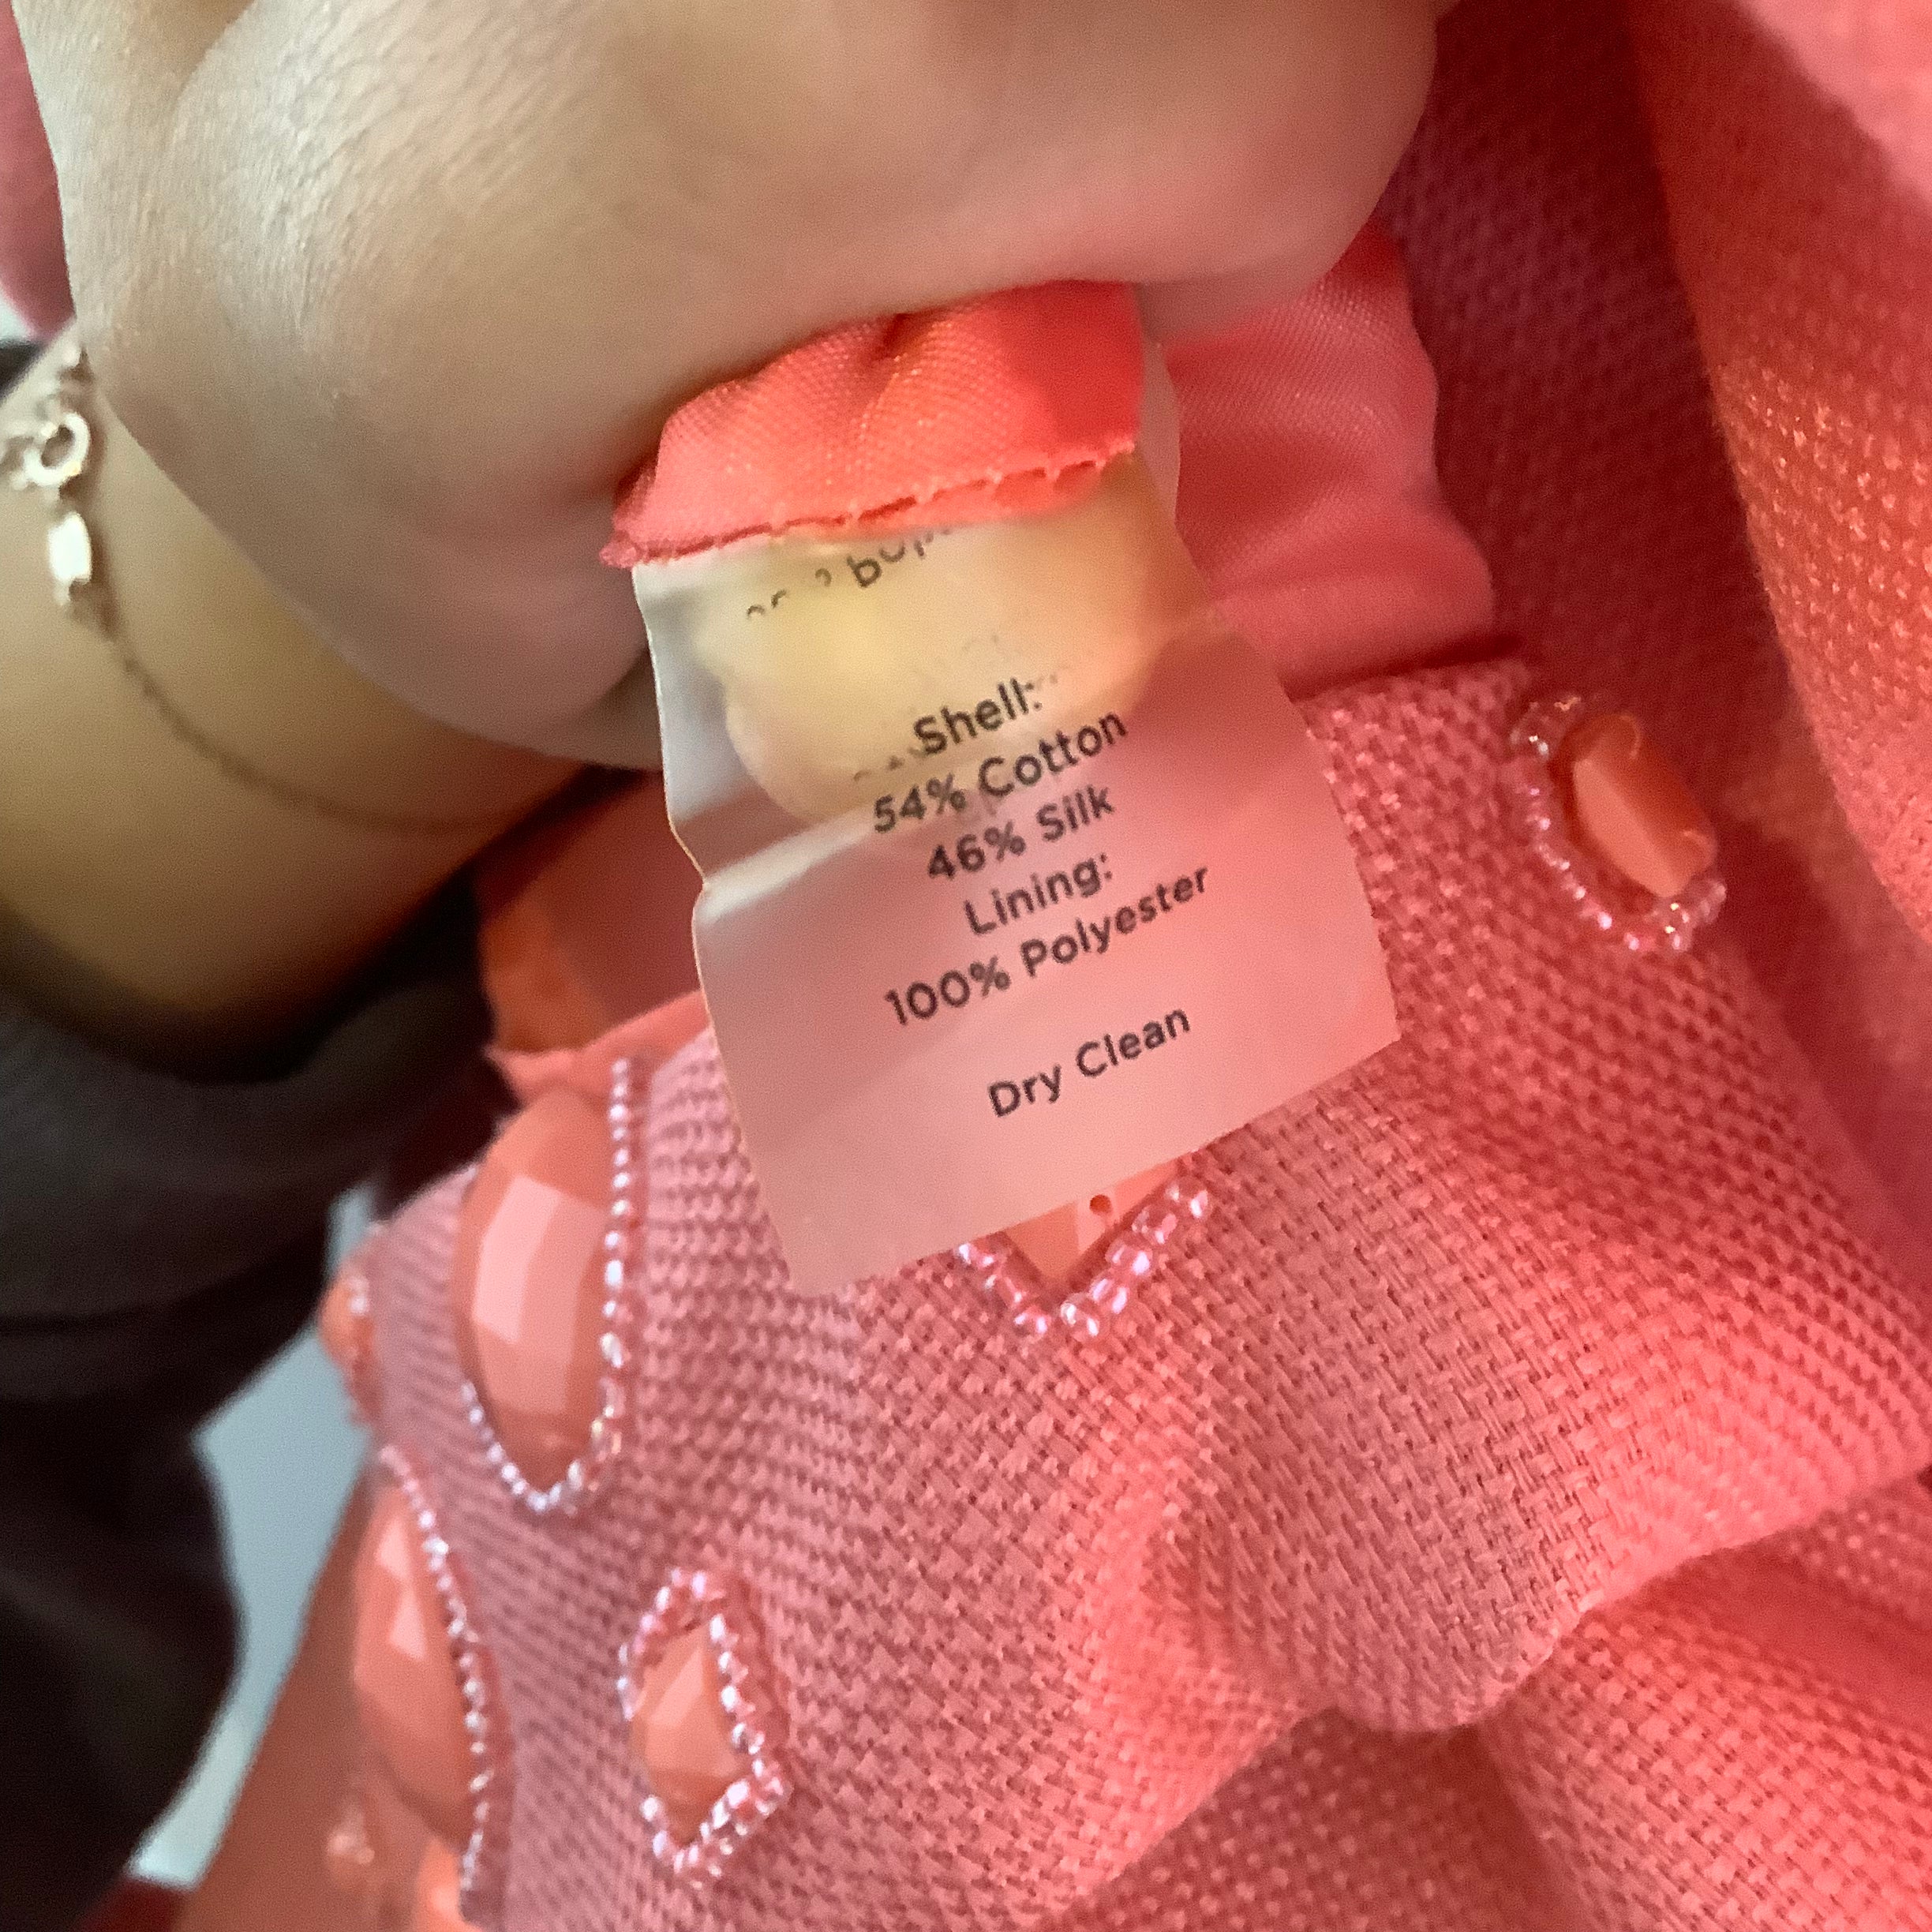 Shell:
54% Cotton
46% Silk
Lining:
100% Polyester
Dry Clean